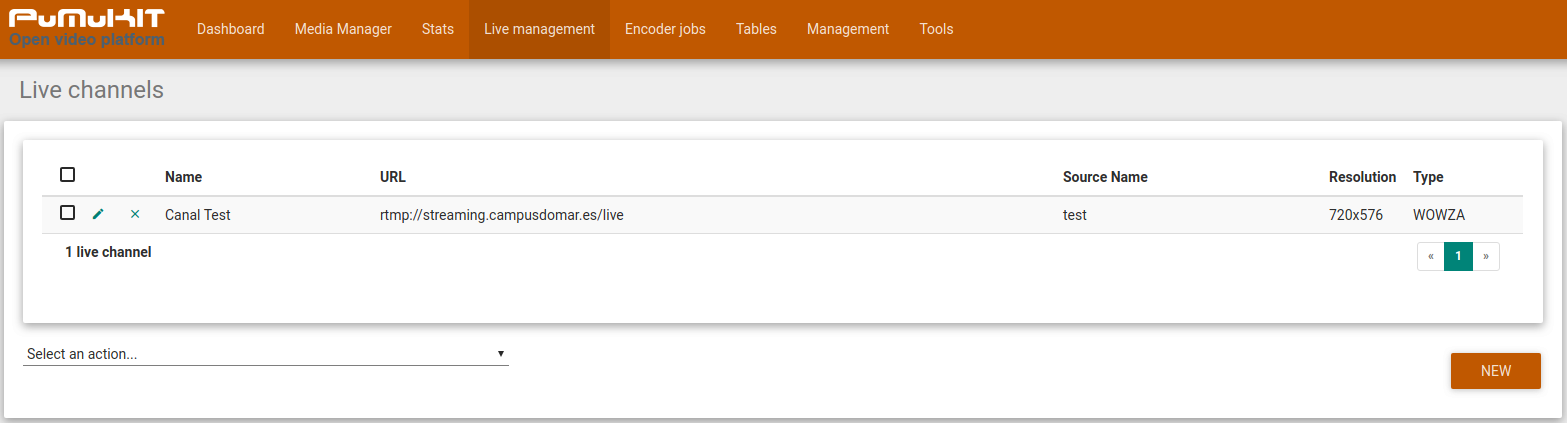 PuMuKIT
Open video platform
Dashboard Media Manager Stats Live management Encoder jobs Tables Management Tools
Live channels
Name URL Source Name Resolution Type
Canal Test rtmp://streaming.campusdomar.es/live test 720x576 WOWZA
1 live channel « 1 »
Select an action...
NEW